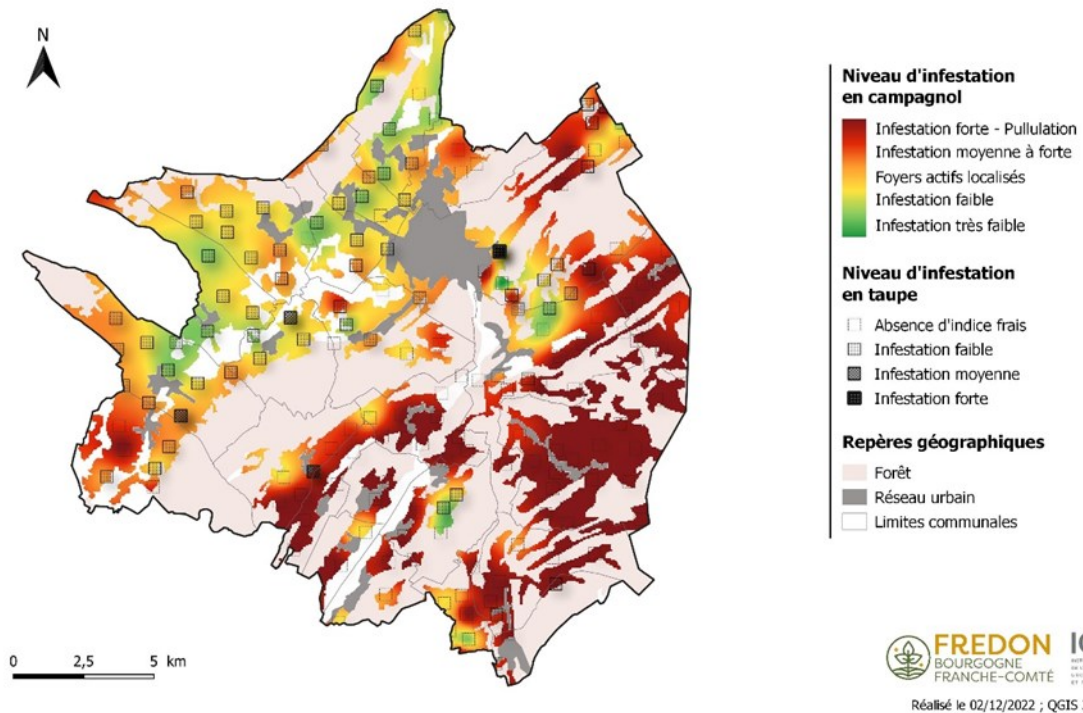 N
0 2,5 5 km
Niveau d'infestation
en campagnol
Infestation forte - Pullulation
Infestation moyenne à forte
Foyers actifs localisés
Infestation faible
Infestation très faible
Niveau d'infestation
en taupe
Absence d'indice frais
Infestation faible
Infestation moyenne
Infestation forte
Repères géographiques
Forêt
Réseau urbain
Limites communales
FREDON
BOURGOGNE
FRANCHE-COMTÉ
Réalisé le 02/12/2022 ; QGIS